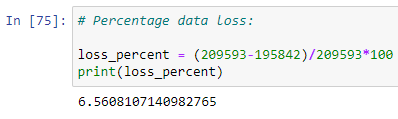 In [75]: # Percentage data loss:
loss_percent = (209593-195842)/209593*100
print(loss_percent)
6.5608107140982765